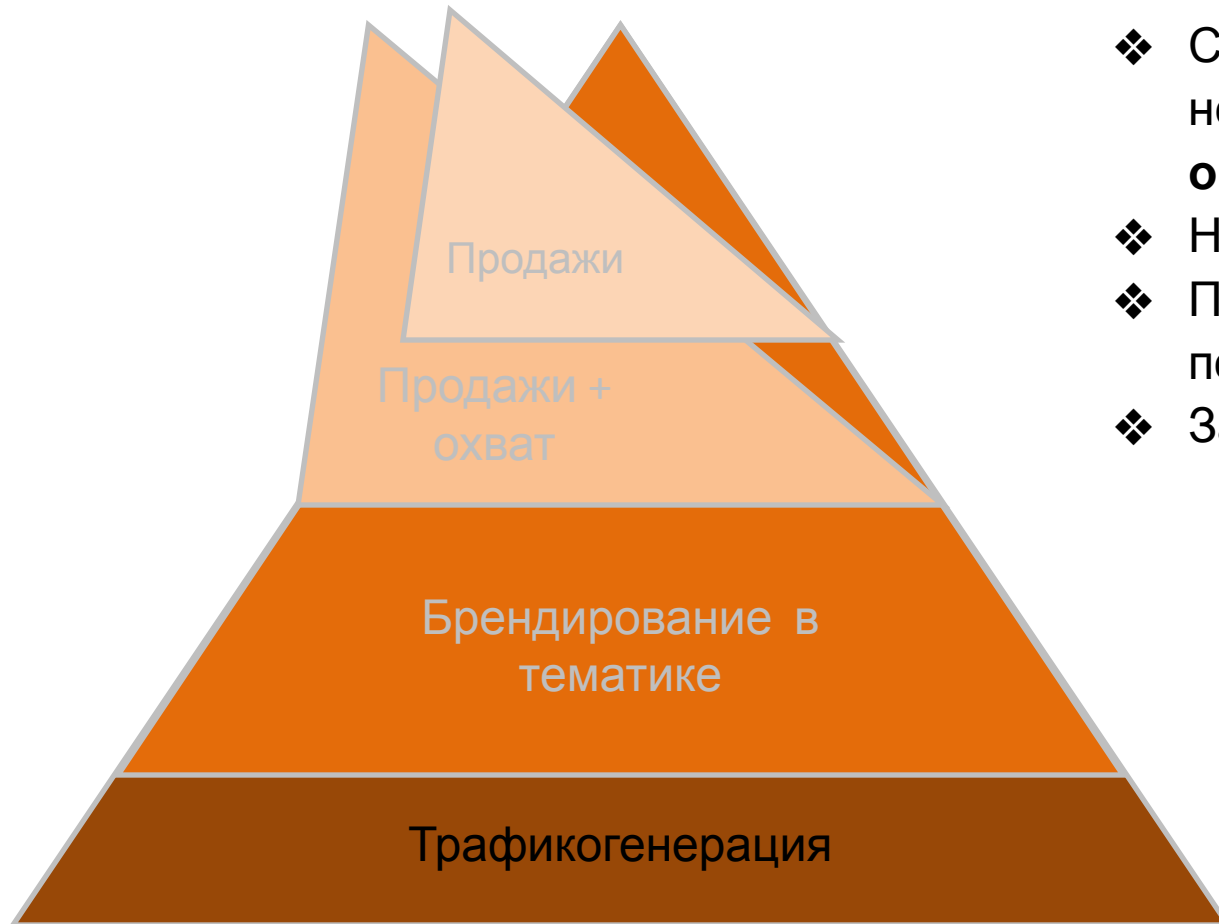 Продажи
Продажи +
охват
Брендирование в
тематике
Трафикогенерация